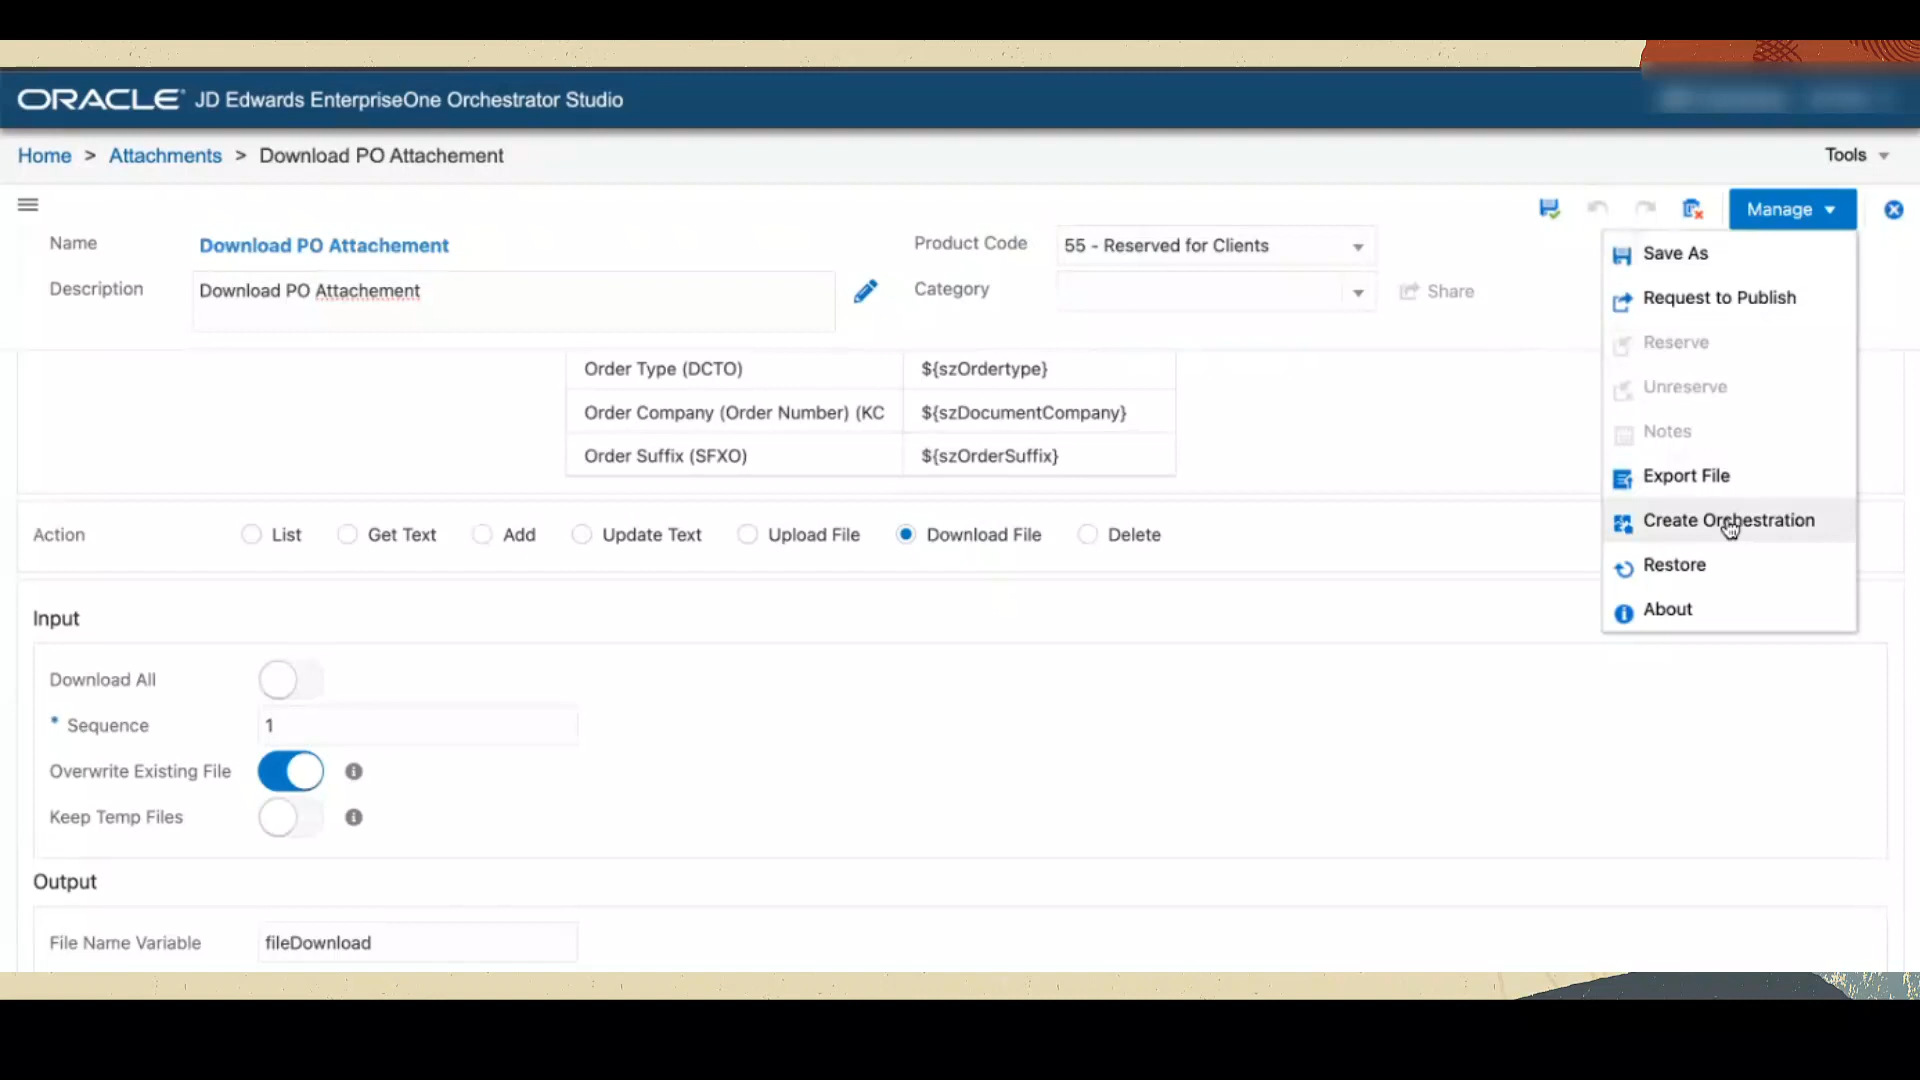 ORACLE JD Edwards EnterpriseOne Orchestrator Studio
Home > Attachments > Download PO Attachement
Tools
Manage
Name Download PO Attachement
Product Code 55 - Reserved for Clients
Description Download PO Attachement
Category
Share
Save As
Request to Publish
Reserve
Unreserve
Notes
Export File
Create Orchestration
Restore
About
Order Type (DCTO) ${szOrdertype}
Order Company (Order Number) (KC ${szDocumentCompany}
Order Suffix (SFXO) ${szOrderSuffix}
Action List Get Text Add Update Text Upload File Download File Delete
Input
Download All
* Sequence 1
Overwrite Existing File
Keep Temp Files
Output
File Name Variable fileDownload